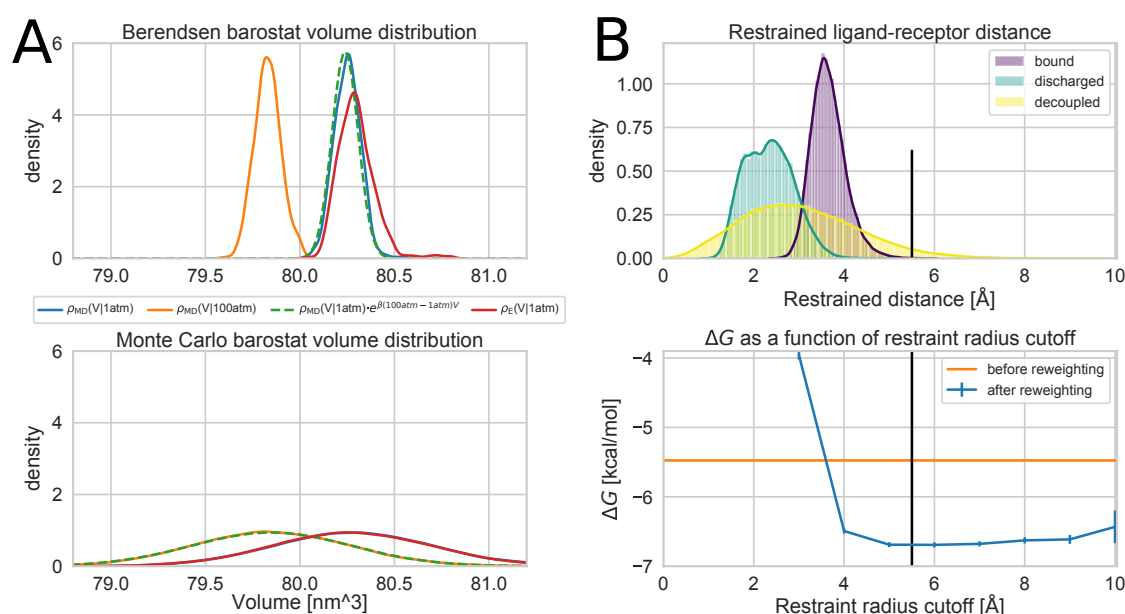 A
Berendsen barostat volume distribution
6
4
2
0
density
79.0 79.5 80.0 80.5 81.0
ρMD(V|1atm) ρMD(V|100atm) ρMD(V|1atm)·e^β(100atm−1atm)V ρE(V|1atm)
Monte Carlo barostat volume distribution
6
4
2
0
density
79.0 79.5 80.0 80.5 81.0
Volume [nm^3]
B
Restrained ligand-receptor distance
1.00
0.75
0.50
0.25
0.00
density
bound
discharged
decoupled
0 2 4 6 8 10
Restrained distance [Å]
ΔG as a function of restraint radius cutoff
−4
−5
−6
−7
ΔG [kcal/mol]
before reweighting
after reweighting
0 2 4 6 8 10
Restraint radius cutoff [Å]